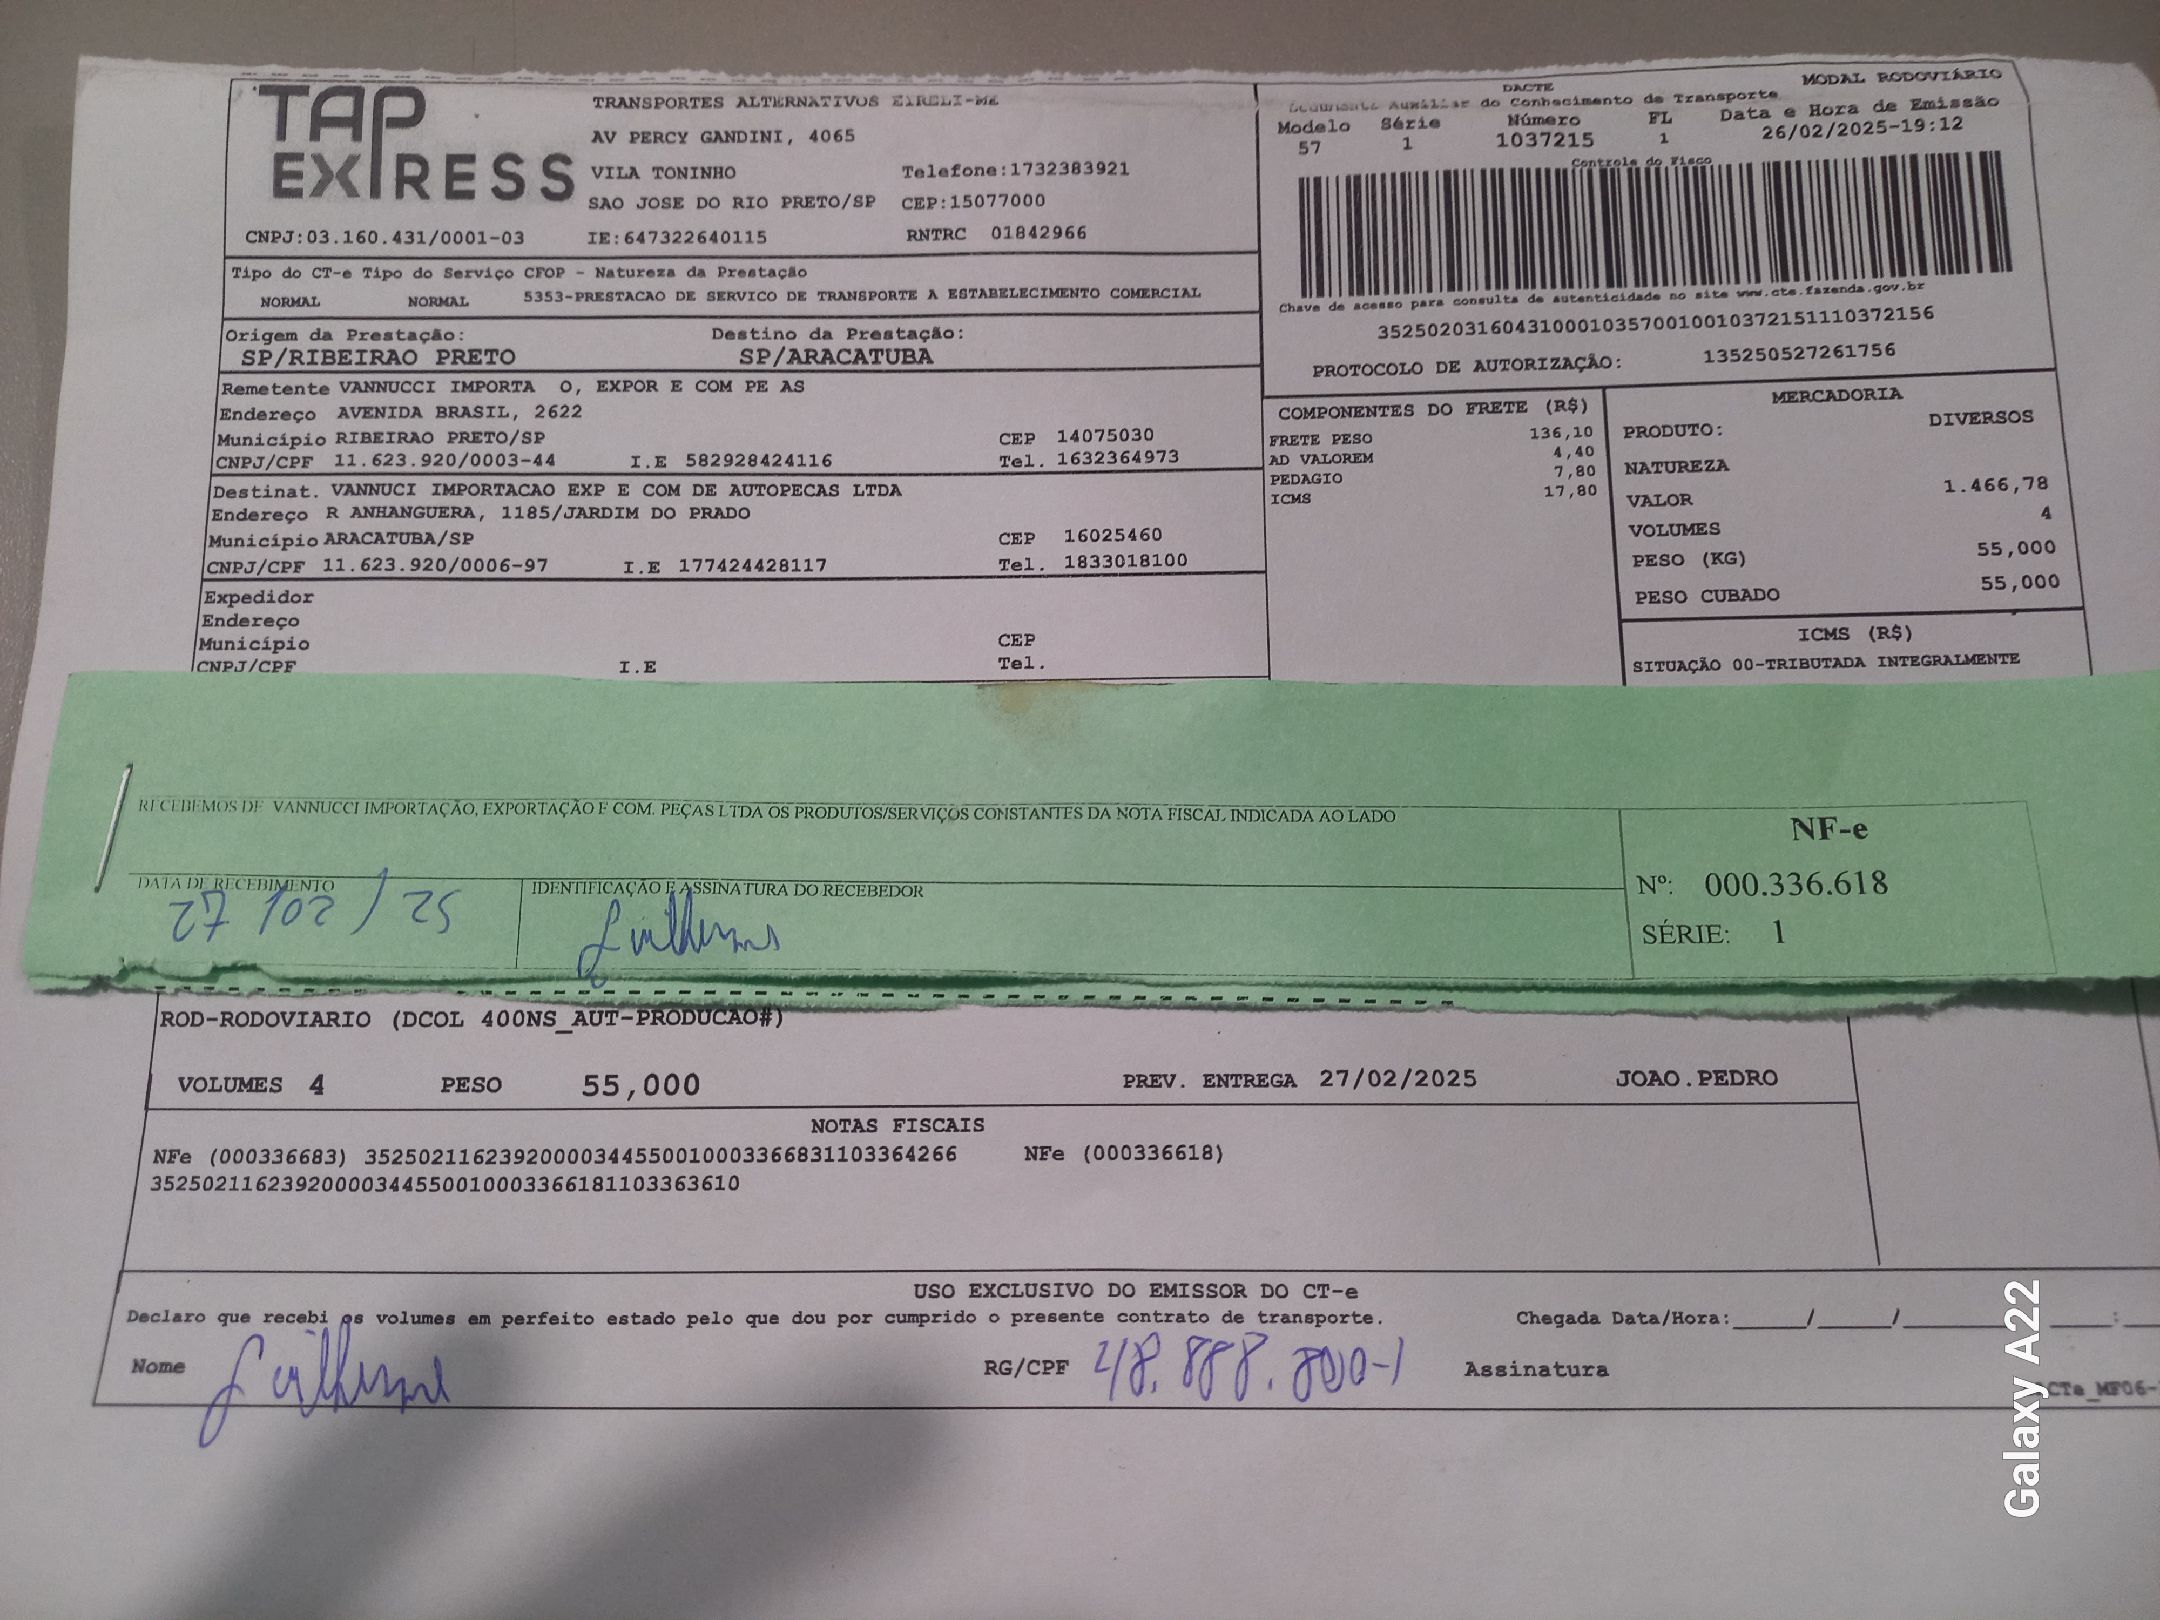 TAP EXPRESS
TRANSPORTES ALTERNATIVOS EIRELI-ME
AV PERCY GANDINI, 4065
VILA TONINHO Telefone:1732383921
SAO JOSE DO RIO PRETO/SP CEP:15077000
CNPJ:03.160.431/0001-03 IE:647322640115 RNTRC 01842966
DACTE MODAL RODOVIÁRIO
Auxiliar do Conhecimento de Transporte
Modelo Série Número FL Data e Hora de Emissão
57 1 1037215 1 26/02/2025-19:12
Controle do Fisco
Chave de acesso para consulta de autenticidade no site www.cte.fazenda.gov.br
35250203160431000103570010010372151110372156
PROTOCOLO DE AUTORIZAÇÃO: 135250527261756
Tipo do CT-e Tipo do Serviço CFOP - Natureza da Prestação
NORMAL NORMAL 5353-PRESTACAO DE SERVICO DE TRANSPORTE A ESTABELECIMENTO COMERCIAL
Origem da Prestação: Destino da Prestação:
SP/RIBEIRAO PRETO SP/ARACATUBA
Remetente VANNUCCI IMPORTA O, EXPOR E COM PE AS
Endereço AVENIDA BRASIL, 2622
Município RIBEIRAO PRETO/SP CEP 14075030
CNPJ/CPF 11.623.920/0003-44 I.E 582928424116 Tel. 1632364973
Destinat. VANNUCI IMPORTACAO EXP E COM DE AUTOPECAS LTDA
Endereço R ANHANGUERA, 1185/JARDIM DO PRADO
Município ARACATUBA/SP CEP 16025460
CNPJ/CPF 11.623.920/0006-97 I.E 177424428117 Tel. 1833018100
Expedidor
Endereço
Município CEP
CNPJ/CPF I.E Tel.
COMPONENTES DO FRETE (R$)
FRETE PESO 136,10
AD VALOREM 4,40
PEDAGIO 7,80
ICMS 17,80
MERCADORIA
PRODUTO: DIVERSOS
NATUREZA
VALOR 1.466,78
VOLUMES 4
PESO (KG) 55,000
PESO CUBADO 55,000
ICMS (R$)
SITUAÇÃO 00-TRIBUTADA INTEGRALMENTE
RECEBEMOS DE VANNUCCI IMPORTAÇÃO, EXPORTAÇÃO E COM. PEÇAS LTDA OS PRODUTOS/SERVIÇOS CONSTANTES DA NOTA FISCAL INDICADA AO LADO
DATA DE RECEBIMENTO IDENTIFICAÇÃO E ASSINATURA DO RECEBEDOR
27/02/25 Guilherme
NF-e
Nº: 000.336.618
SÉRIE: 1
ROD-RODOVIARIO (DCOL 400NS_AUT-PRODUCAO#)
VOLUMES 4 PESO 55,000 PREV. ENTREGA 27/02/2025 JOAO.PEDRO
NOTAS FISCAIS
NFe (000336683) 35250211623920000344550010003366831103364266 NFe (000336618)
35250211623920000344550010003366181103363610
USO EXCLUSIVO DO EMISSOR DO CT-e
Declaro que recebi os volumes em perfeito estado pelo que dou por cumprido o presente contrato de transporte. Chegada Data/Hora:_____/_____/________ ____:___
Nome Guilherme RG/CPF 48.888.800-1 Assinatura
CTe_MF06-
Galaxy A22